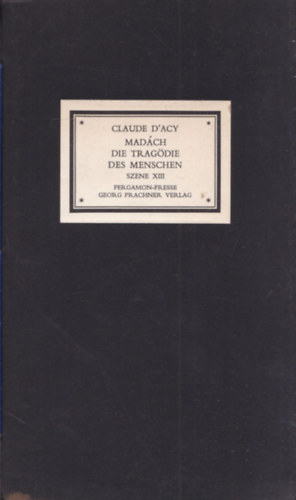 CLAUDE D'ACY
MADÁCH
DIE TRAGÖDIE
DES MENSCHEN
SZENE XIII
PERGAMON-PRESSE
GEORG PRACHNER VERLAG